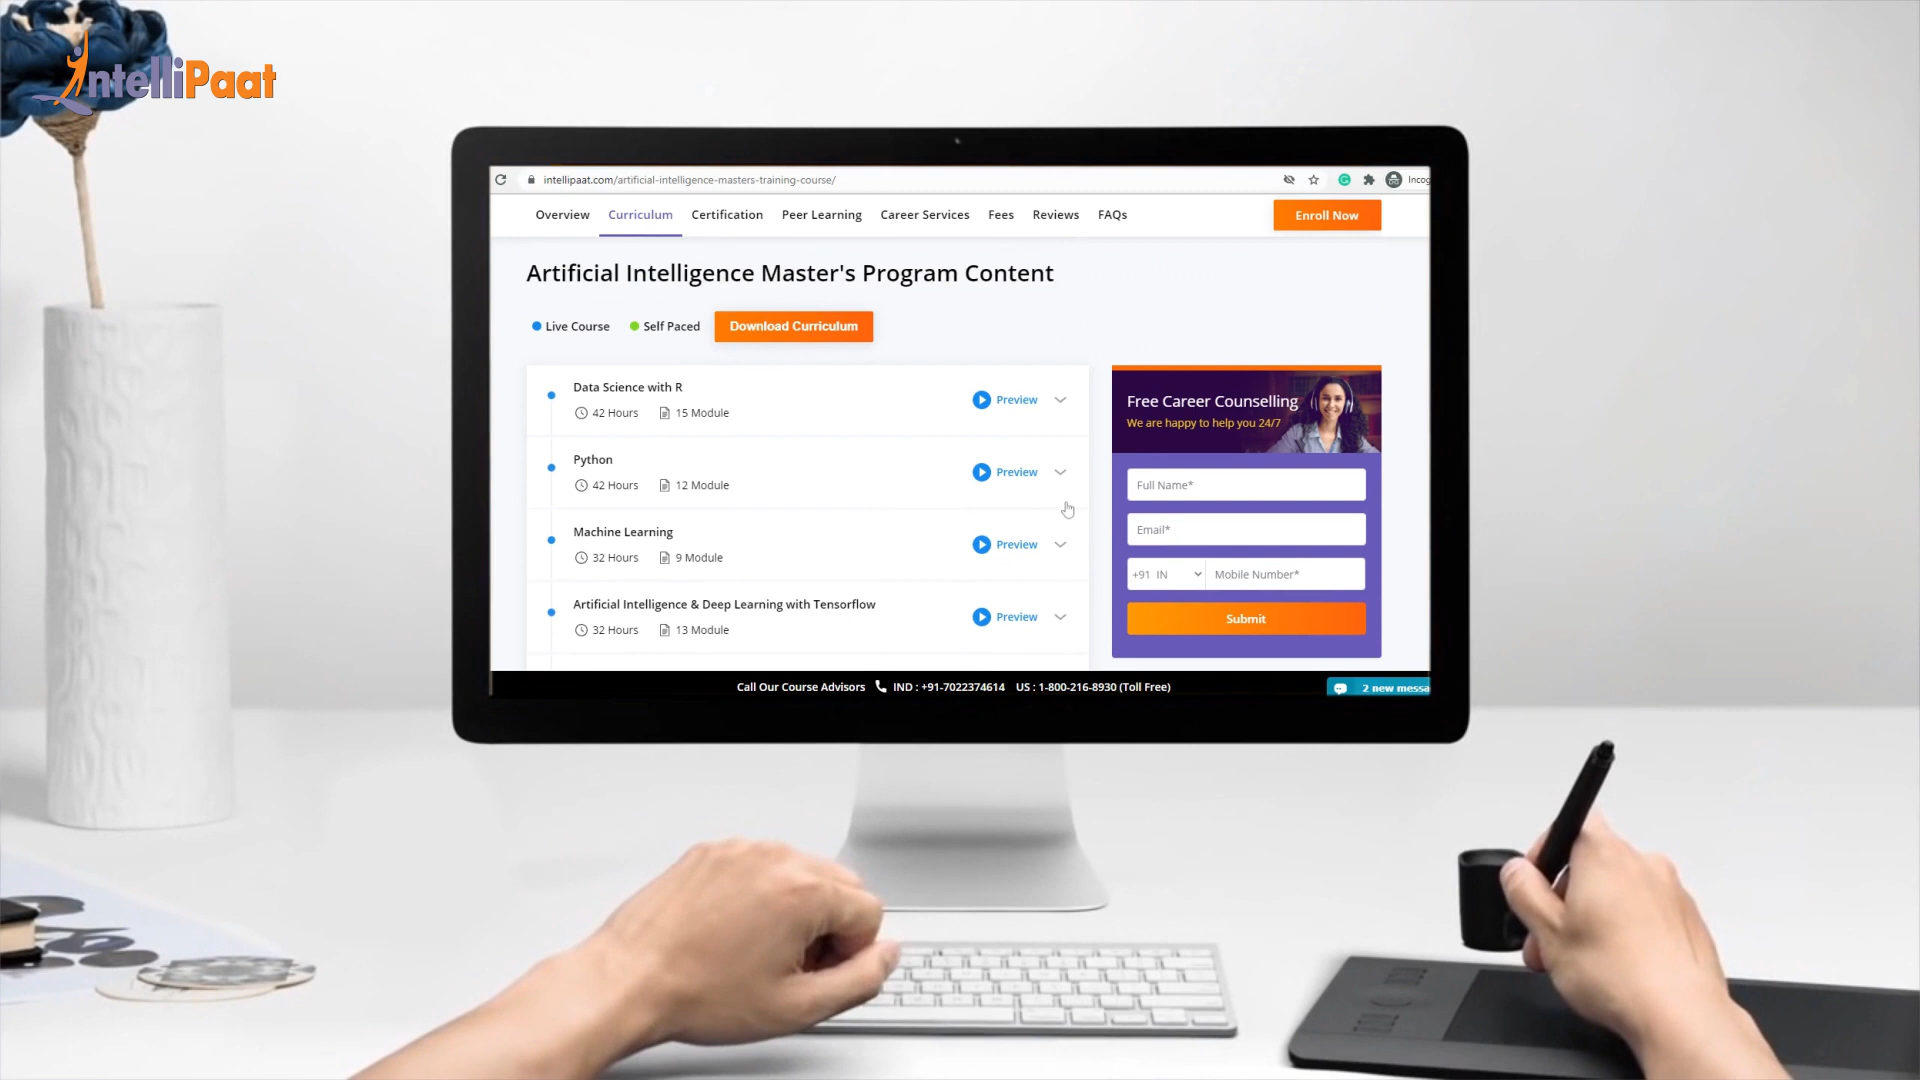 IntelliPaat
intellipaat.com/artificial-intelligence-masters-training-course/
Incog
Overview Curriculum Certification Peer Learning Career Services Fees Reviews FAQs Enroll Now
Artificial Intelligence Master's Program Content
Live Course Self Paced Download Curriculum
Data Science with R
42 Hours 15 Module
Preview
Python
42 Hours 12 Module
Preview
Machine Learning
32 Hours 9 Module
Preview
Artificial Intelligence & Deep Learning with Tensorflow
32 Hours 13 Module
Preview
Free Career Counselling
We are happy to help you 24/7
Full Name*
Email*
+91 IN Mobile Number*
Submit
Call Our Course Advisors IND : +91-7022374614 US : 1-800-216-8930 (Toll Free)
2 new messa